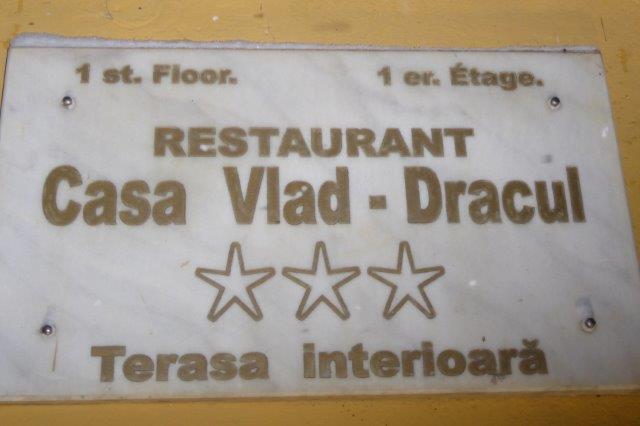 1 st. Floor. 1 er. Étage.
RESTAURANT
Casa Vlad - Dracul
Terasa interioară